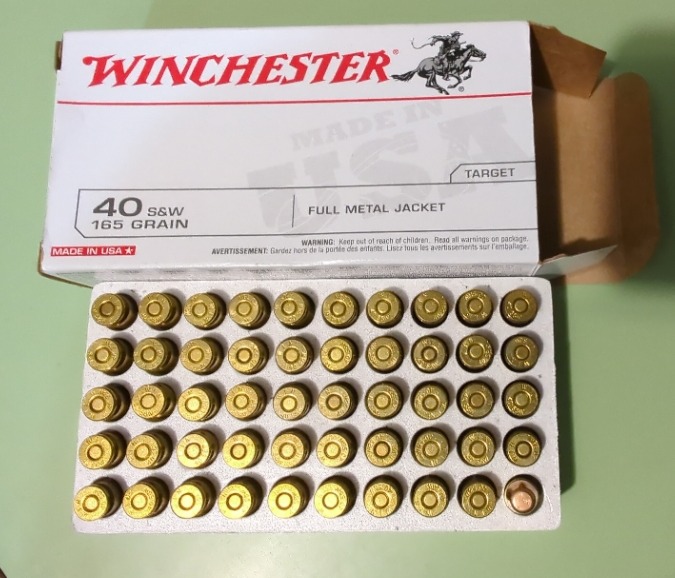 WINCHESTER®
MADE IN
USA
TARGET
40 S&W
165 GRAIN
FULL METAL JACKET
WARNING: Keep out of reach of children. Read all warnings on package.
AVERTISSEMENT: Gardez hors de la portée des enfants. Lisez tous les avertissements sur l'emballage.
MADE IN USA